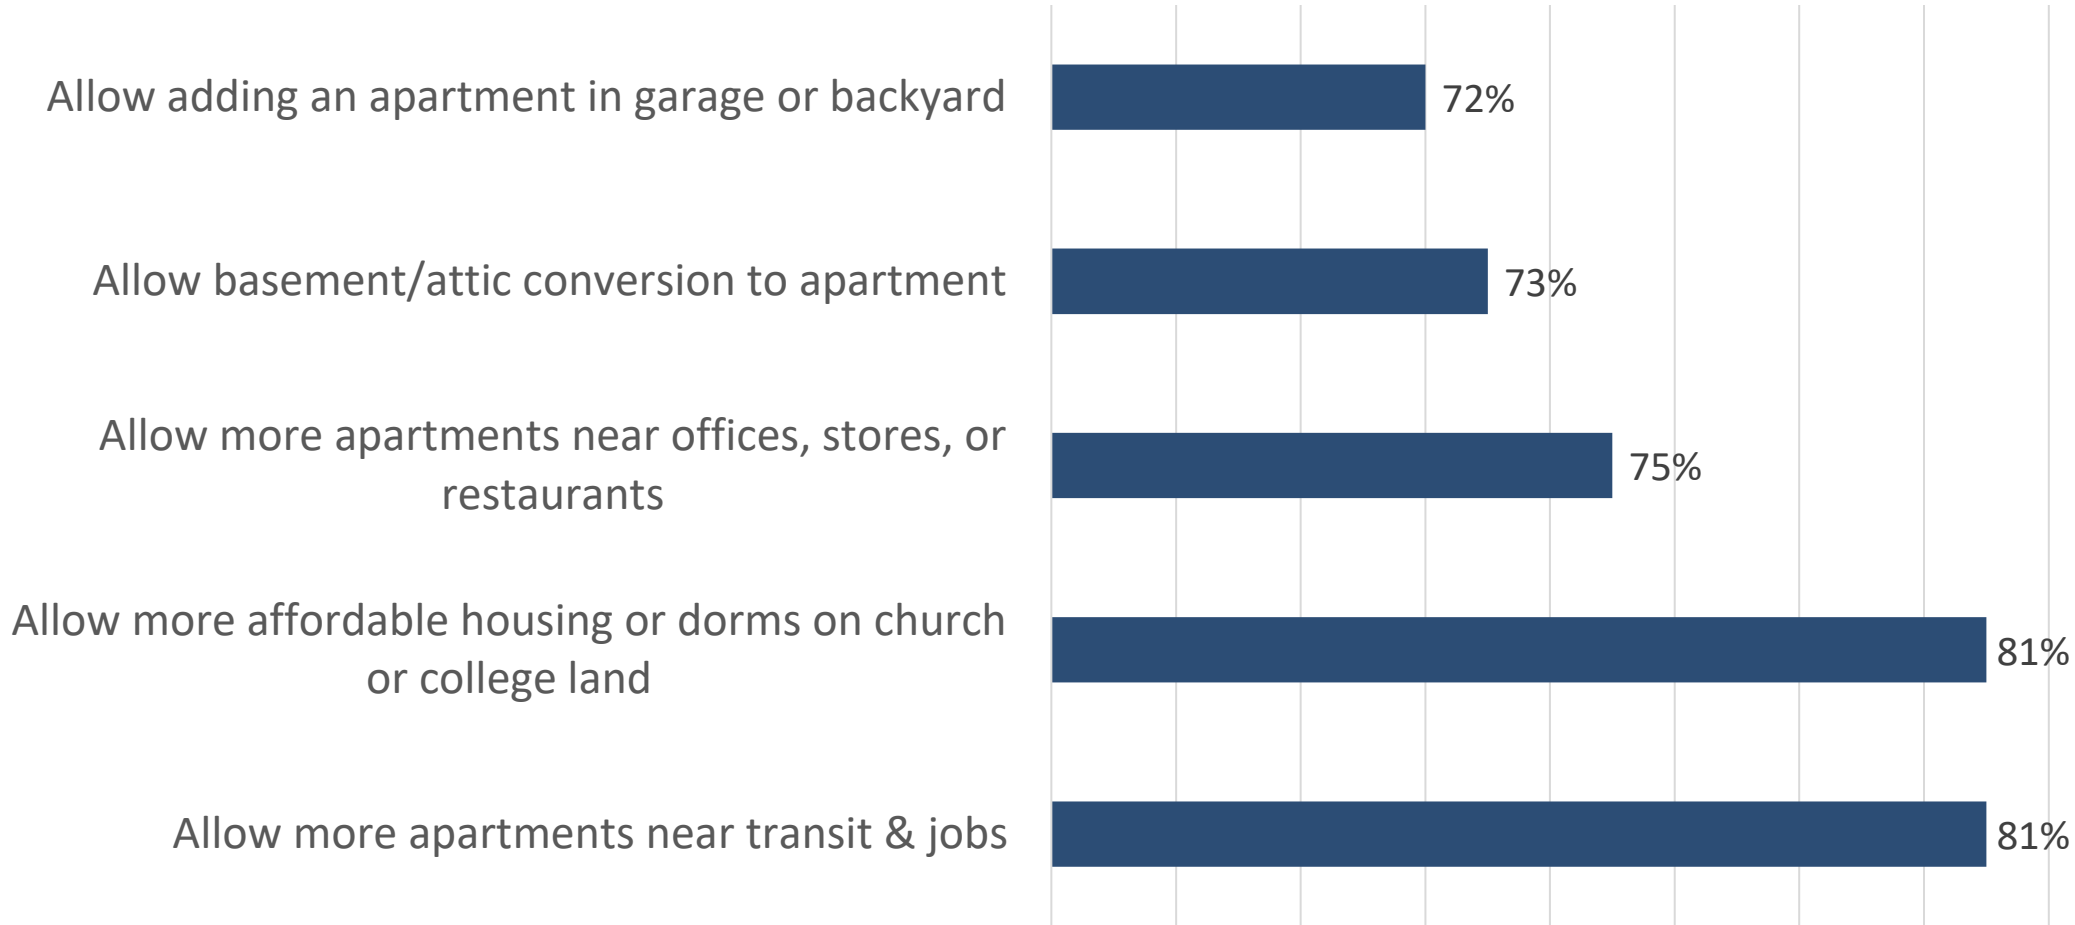 Allow adding an apartment in garage or backyard
72%
Allow basement/attic conversion to apartment
73%
Allow more apartments near offices, stores, or
restaurants
75%
Allow more affordable housing or dorms on church
or college land
81%
Allow more apartments near transit & jobs
81%